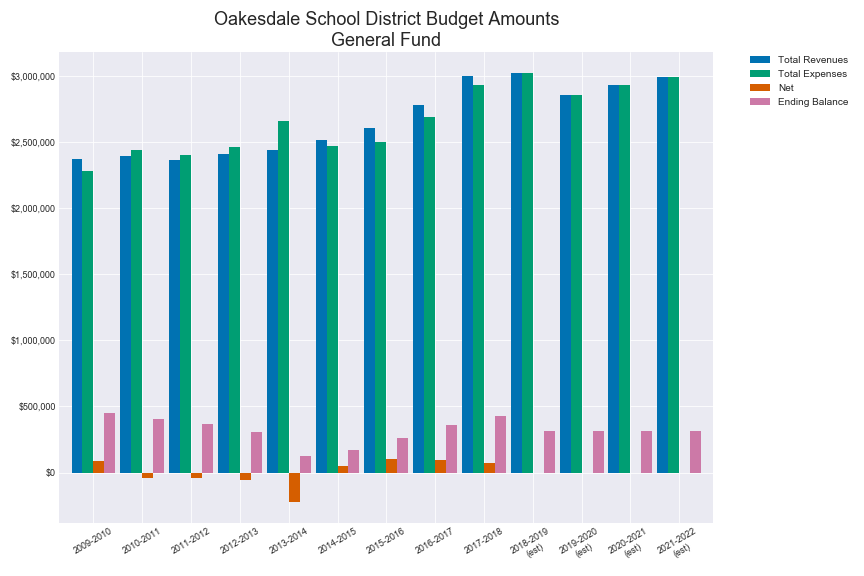 Oakesdale School District Budget Amounts
General Fund
Total Revenues
Total Expenses
Net
Ending Balance
$3,000,000
$2,500,000
$2,000,000
$1,500,000
$1,000,000
$500,000
$0
2009-2010
2010-2011
2011-2012
2012-2013
2013-2014
2014-2015
2015-2016
2016-2017
2017-2018
2018-2019
(est)
2019-2020
(est)
2020-2021
(est)
2021-2022
(est)